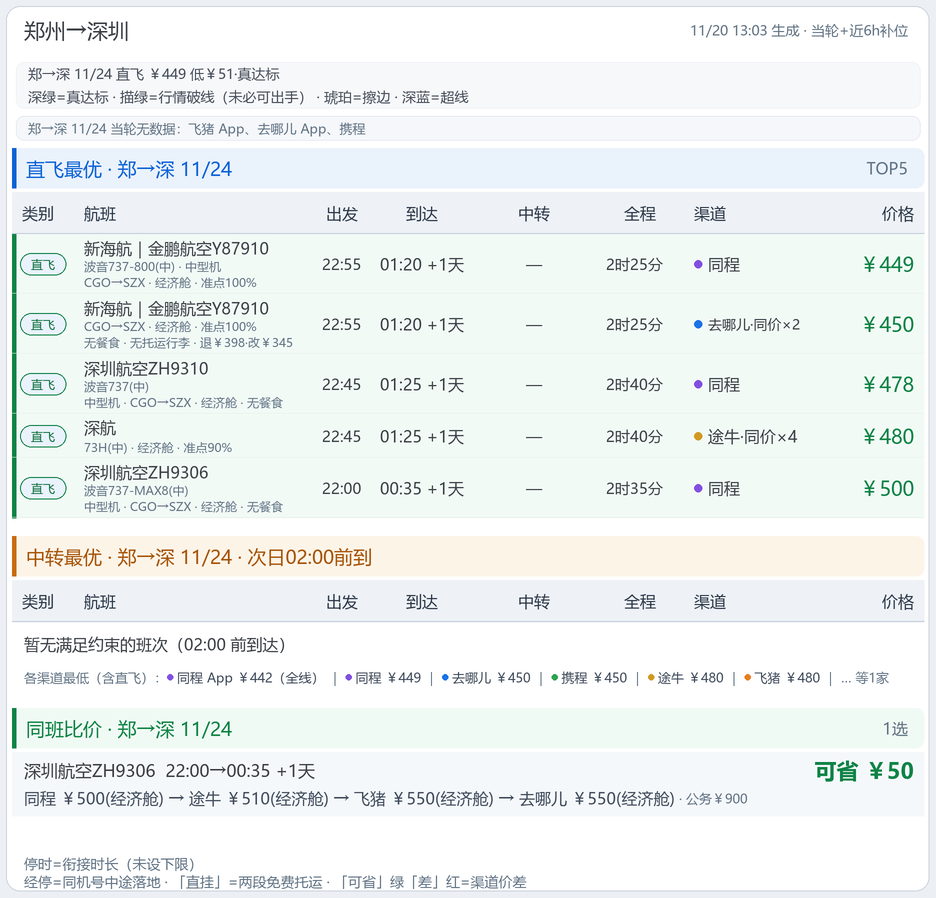 郑州→深圳
11/20 13:03 生成 · 当轮+近6h补位
郑→深 11/24 直飞 ¥449 低¥51·真达标
深绿=真达标 · 描绿=行情破线（未必可出手） · 琥珀=擦边 · 深蓝=超线
郑→深 11/24 当轮无数据：飞猪 App、去哪儿 App、携程
直飞最优 · 郑→深 11/24 TOP5
类别 航班 出发 到达 中转 全程 渠道 价格
新海航｜金鹏航空Y87910
波音737-800(中) · 中型机
直飞 22:55 01:20 +1天 — 2时25分 同程 ¥449
CGO→SZX · 经济舱 · 准点100%
新海航｜金鹏航空Y87910
CGO→SZX · 经济舱 · 准点100%
直飞 22:55 01:20 +1天 — 2时25分 去哪儿·同价×2 ¥450
无餐食 · 无托运行李 · 退¥398·改¥345
深圳航空ZH9310
波音737(中)
直飞 22:45 01:25 +1天 — 2时40分 同程 ¥478
中型机 · CGO→SZX · 经济舱 · 无餐食
深航
直飞 22:45 01:25 +1天 — 2时40分 途牛·同价×4 ¥480
73H(中) · 经济舱 · 准点90%
深圳航空ZH9306
波音737-MAX8(中)
直飞 22:00 00:35 +1天 — 2时35分 同程 ¥500
中型机 · CGO→SZX · 经济舱 · 无餐食
中转最优 · 郑→深 11/24 · 次日02:00前到
类别 航班 出发 到达 中转 全程 渠道 价格
暂无满足约束的班次（02:00 前到达）
各渠道最低（含直飞）： 同程 App ¥442（全线） | 同程 ¥449 | 去哪儿 ¥450 | 携程 ¥450 | 途牛 ¥480 | 飞猪 ¥480 | … 等1家
同班比价 · 郑→深 11/24 1选
深圳航空ZH9306 22:00→00:35 +1天 可省 ¥50
同程 ¥500(经济舱) → 途牛 ¥510(经济舱) → 飞猪 ¥550(经济舱) → 去哪儿 ¥550(经济舱) · 公务¥900
停时=衔接时长（未设下限）
经停=同机号中途落地 · 「直挂」=两段免费托运 · 「可省」绿「差」红=渠道价差